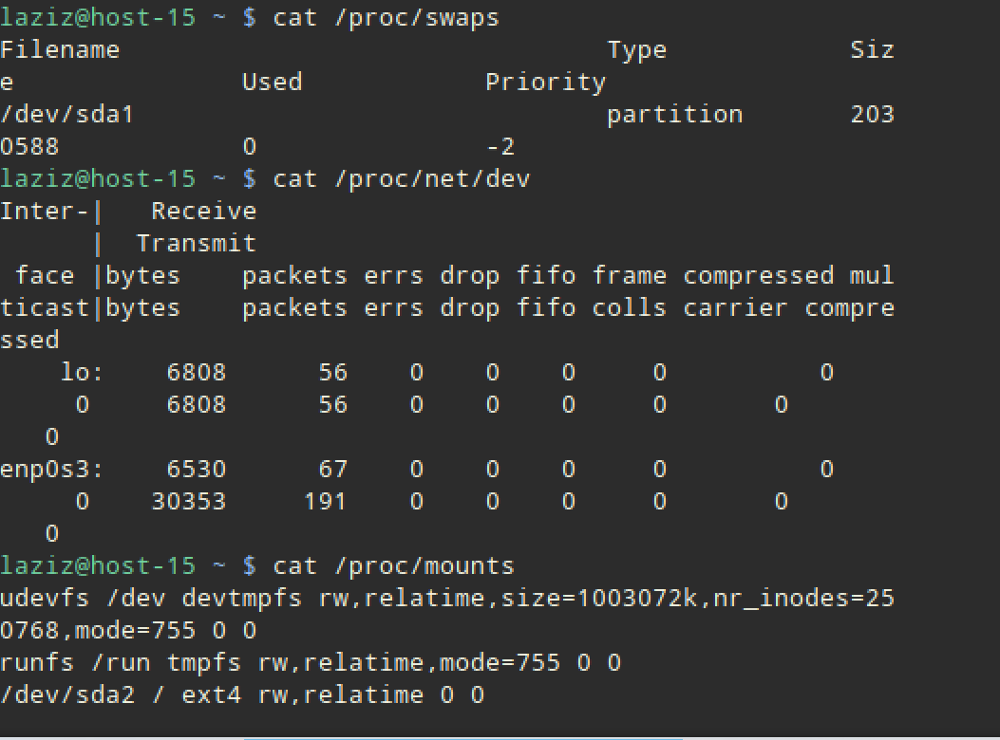 laziz@host-15 ~ $ cat /proc/swaps
Filename                                Type            Siz
e               Used            Priority
/dev/sda1                               partition       203
0588            0               -2
laziz@host-15 ~ $ cat /proc/net/dev
Inter-|   Receive
      |  Transmit
 face |bytes    packets errs drop fifo frame compressed mul
ticast|bytes    packets errs drop fifo colls carrier compre
ssed
    lo:    6808      56    0    0    0     0          0
     0     6808      56    0    0    0     0       0
   0
enp0s3:    6530      67    0    0    0     0          0
     0    30353     191    0    0    0     0       0
   0
laziz@host-15 ~ $ cat /proc/mounts
udevfs /dev devtmpfs rw,relatime,size=1003072k,nr_inodes=25
0768,mode=755 0 0
runfs /run tmpfs rw,relatime,mode=755 0 0
/dev/sda2 / ext4 rw,relatime 0 0